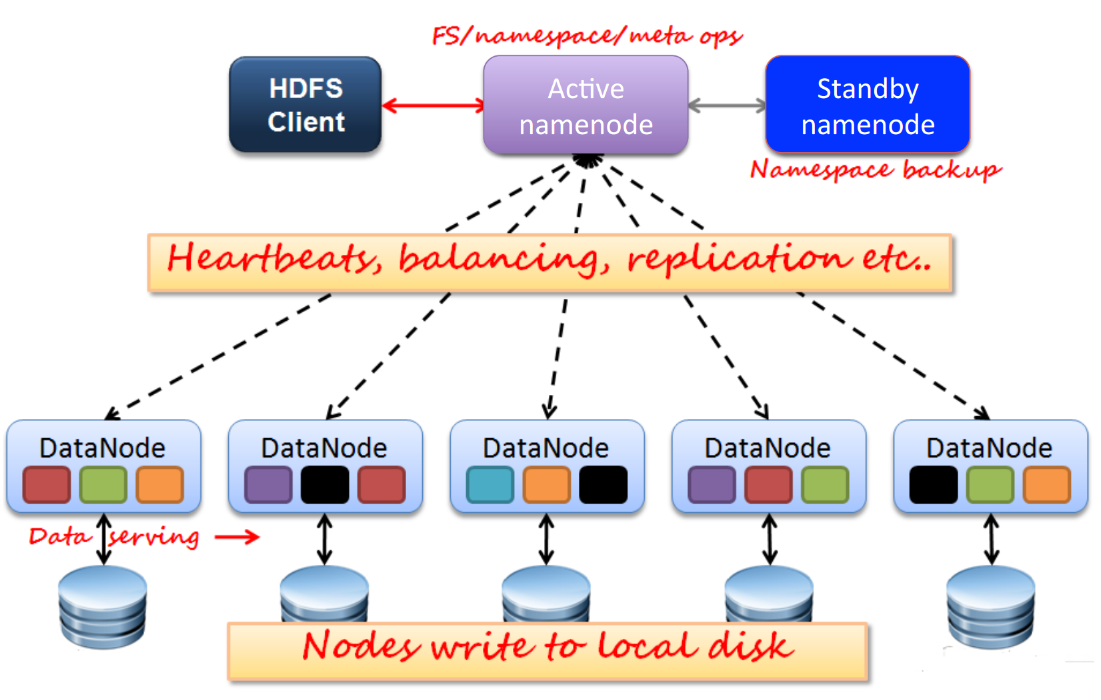 FS/namespace/meta ops
HDFS
Client
Active
namenode
Standby
namenode
Namespace backup
Heartbeats, balancing, replication etc..
DataNode
DataNode
DataNode
DataNode
DataNode
Data serving
Nodes write to local disk